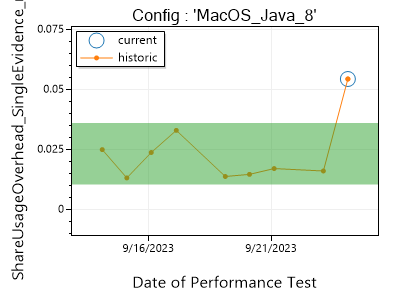 Config : 'MacOS_Java_8'
current
historic
0.075
0.05
0.025
0
ShareUsageOverhead_SingleEvidence_
9/16/2023
9/21/2023
Date of Performance Test